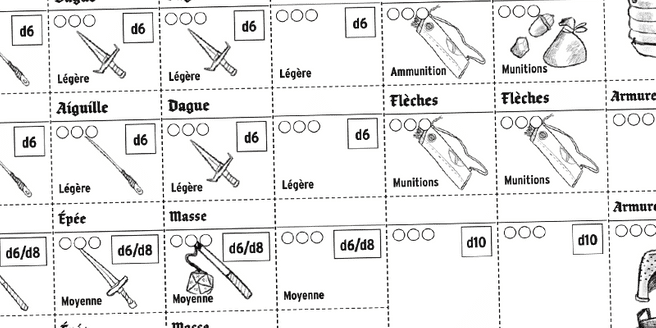 d6 d6 d6 d6
Légère Légère Légère Ammunition Munitions
Aiguille Dague Flèches Flèches Armure
d6 d6 d6 d6
Légère Légère Légère Munitions Munitions
Épée Masse Armure
d6/d8 d6/d8 d6/d8 d6/d8 d10 d10
Moyenne Moyenne Moyenne